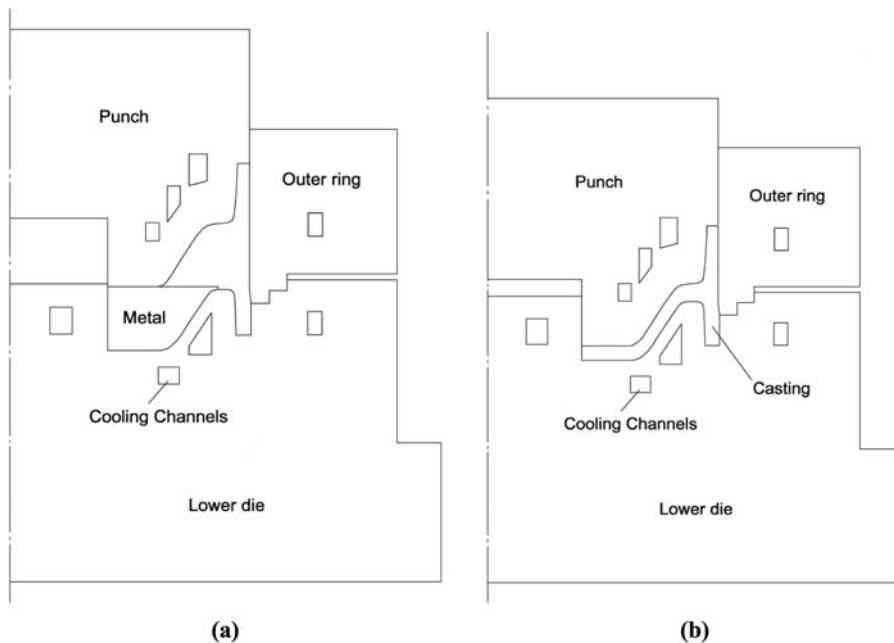 Punch
Outer ring
Metal
Cooling Channels
Lower die
(a)
Punch
Outer ring
Casting
Cooling Channels
Lower die
(b)